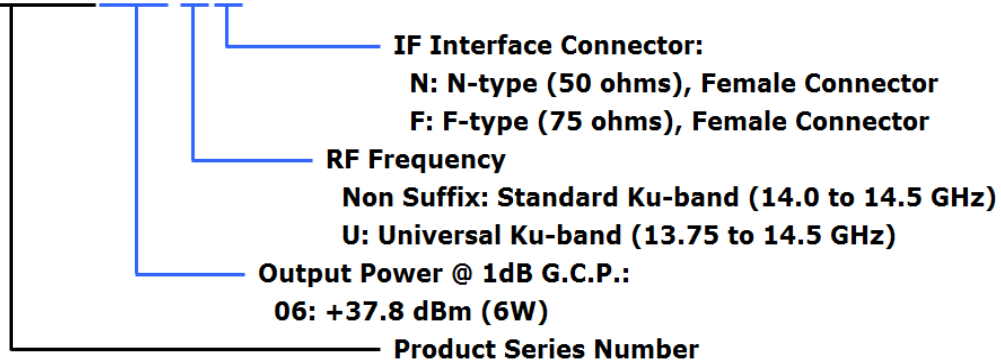 IF Interface Connector:
N: N-type (50 ohms), Female Connector
F: F-type (75 ohms), Female Connector
RF Frequency
Non Suffix: Standard Ku-band (14.0 to 14.5 GHz)
U: Universal Ku-band (13.75 to 14.5 GHz)
Output Power @ 1dB G.C.P.:
06: +37.8 dBm (6W)
Product Series Number